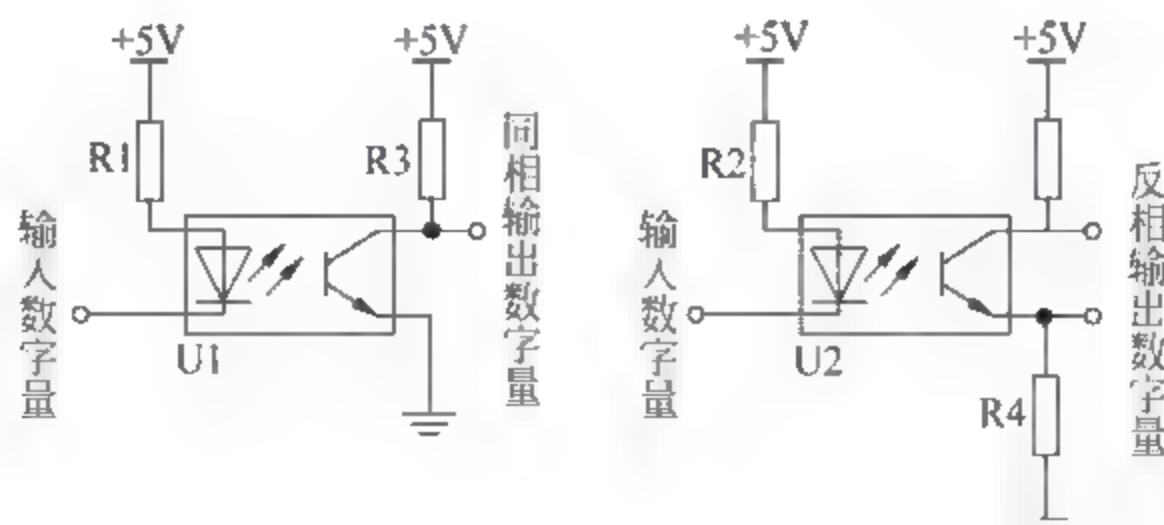 +5V
+5V
R1
R3
输入数字量
同相输出数字量
U1
+5V
+5V
R2
输入数字量
反相输出数字量
U2
R4